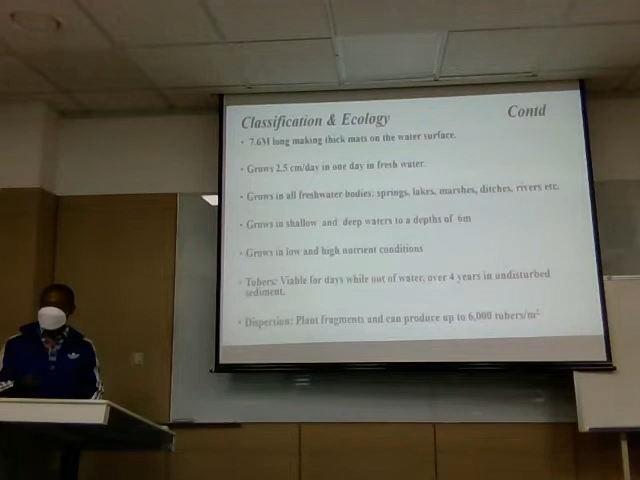 Classification & Ecology Contd
• 7.6M long making thick mats on the water surface.
• Grows 2.5 cm/day in one day in fresh water.
• Grows in all freshwater bodies: springs, lakes, marshes, ditches, rivers etc.
• Grows in shallow and deep waters to a depths of 6m
• Grows in low and high nutrient conditions
• Tubers: Viable for days while out of water, over 4 years in undisturbed
sediment.
• Dispersion: Plant fragments and can produce up to 6,000 tubers/m²